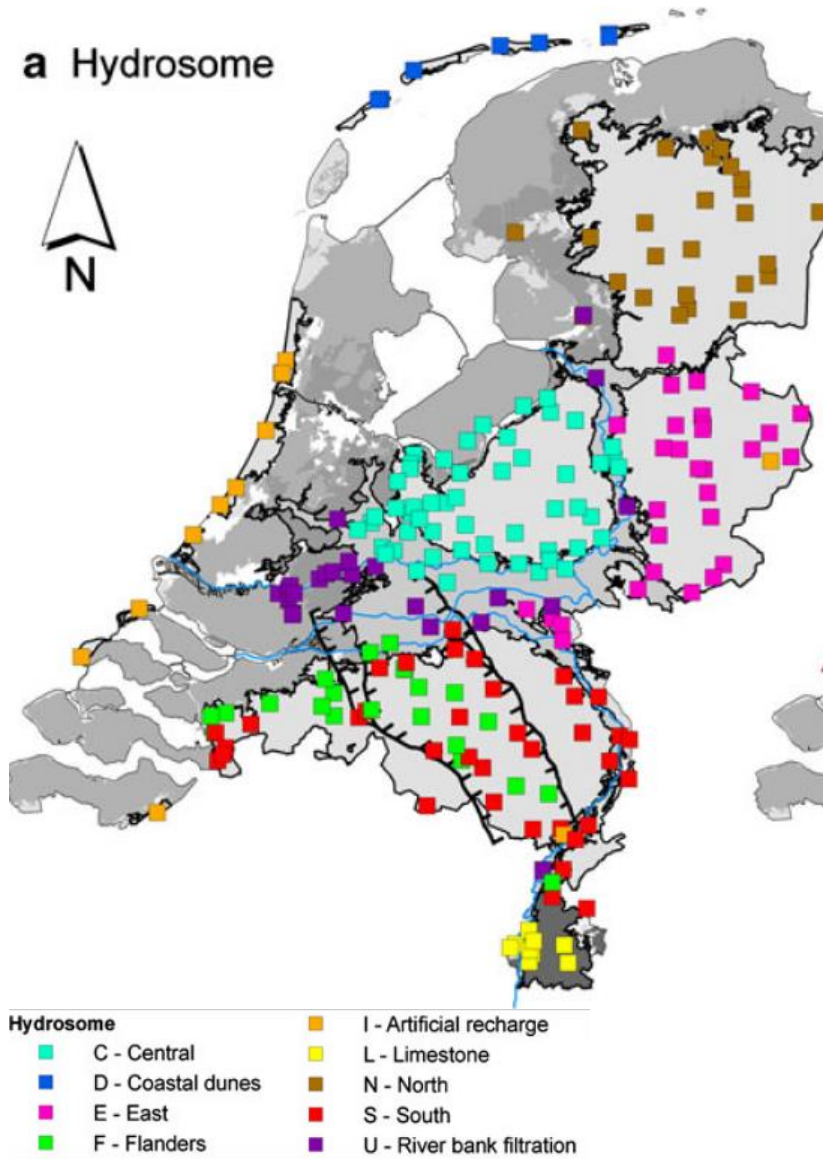 a Hydrosome
N
Hydrosome
C - Central
D - Coastal dunes
E - East
F - Flanders
I - Artificial recharge
L - Limestone
N - North
S - South
U - River bank filtration